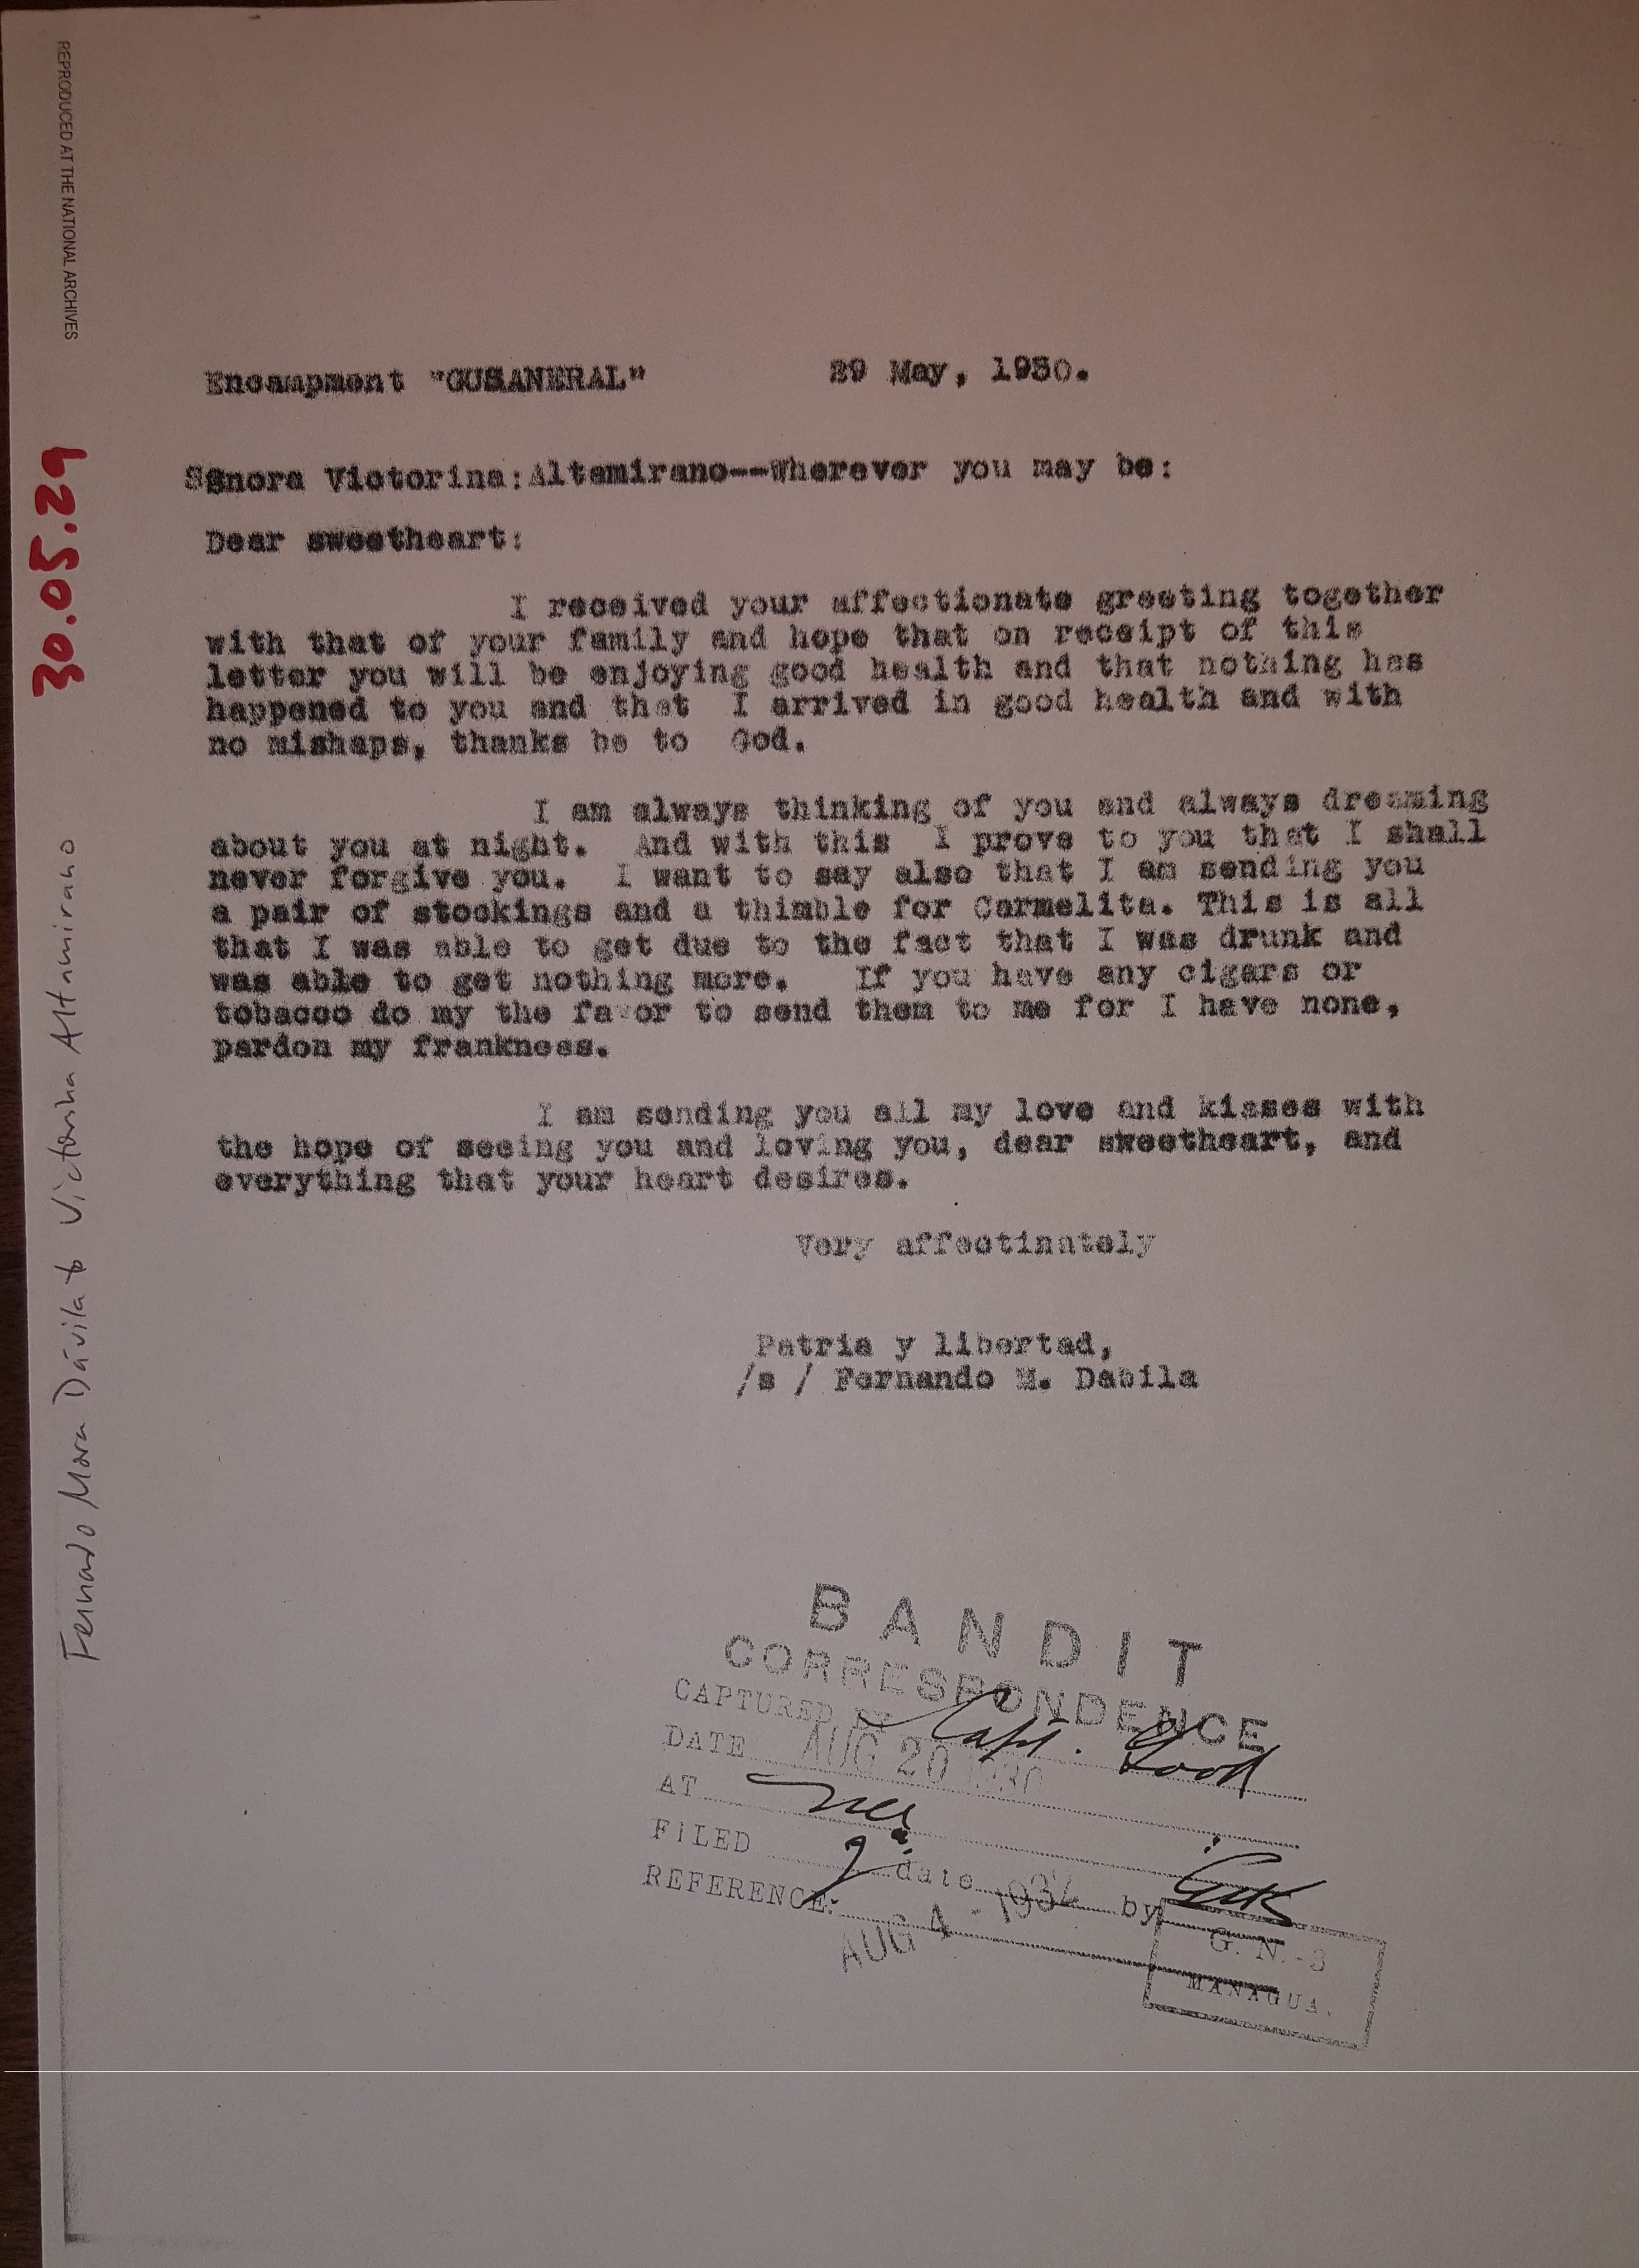 REPRODUCED AT THE NATIONAL ARCHIVES
30.05.29
Fernando Mora Dávila to Victorina Altamirano
Encampment "GUSANERAL" 29 May, 1930.
Senora Victorina:Altamirano--Wherever you may be:
Dear sweetheart:
I received your affectionate greeting together
with that of your family and hope that on receipt of this
letter you will be enjoying good health and that nothing has
happened to you and that I arrived in good health and with
no mishaps, thanks be to God.
I am always thinking of you and always dreaming
about you at night. And with this I prove to you that I shall
never forgive you. I want to say also that I am sending you
a pair of stockings and a thimble for Carmelita. This is all
that I was able to get due to the fact that I was drunk and
was able to get nothing more. If you have any cigars or
tobacco do my the favor to send them to me for I have none,
pardon my frankness.
I am sending you all my love and kisses with
the hope of seeing you and loving you, dear sweetheart, and
everything that your heart desires.
Very affectinately
Patria y libertad,
/s / Fernando M. Dabila
BANDIT
CORRESPONDENCE
CAPTURED BY Capt. Good
DATE AUG 20 1930
AT
FILED date AUG 4 - 1932 by
REFERENCE:
G. N.-3
MANAGUA.